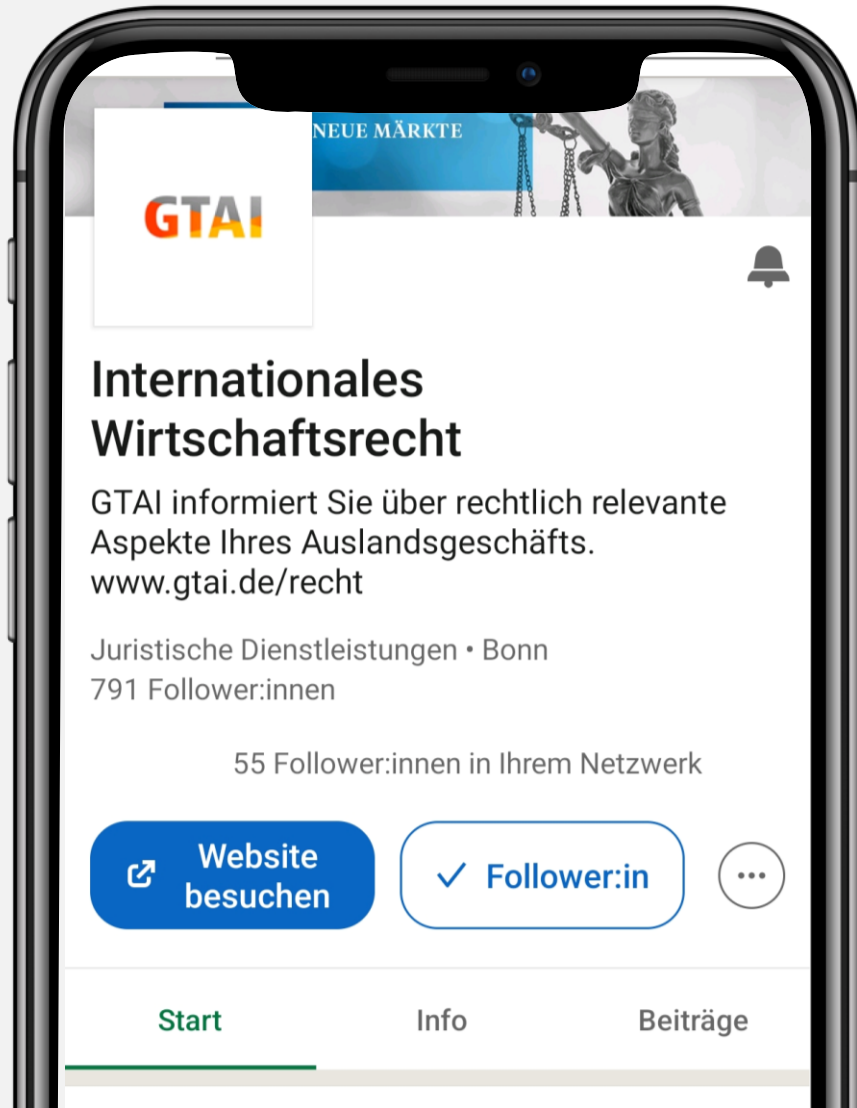 NEUE MÄRKTE
GTAI
Internationales
Wirtschaftsrecht
GTAI informiert Sie über rechtlich relevante
Aspekte Ihres Auslandsgeschäfts.
www.gtai.de/recht
Juristische Dienstleistungen • Bonn
791 Follower:innen
55 Follower:innen in Ihrem Netzwerk
Website
besuchen
Follower:in
Start
Info
Beiträge